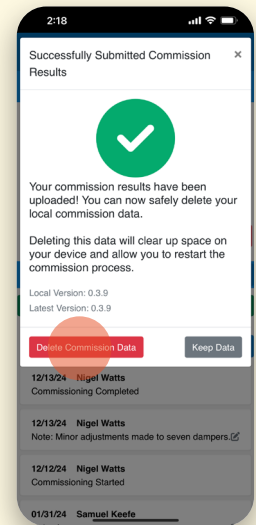 2:18
Successfully Submitted Commission ×
Results
Your commission results have been
uploaded! You can now safely delete your
local commission data.
Deleting this data will clear up space on
your device and allow you to restart the
commission process.
Local Version: 0.3.9
Latest Version: 0.3.9
Delete Commission Data Keep Data
12/13/24 Nigel Watts
Commissioning Completed
12/13/24 Nigel Watts
Note: Minor adjustments made to seven dampers.
12/12/24 Nigel Watts
Commissioning Started
01/31/24 Samuel Keefe